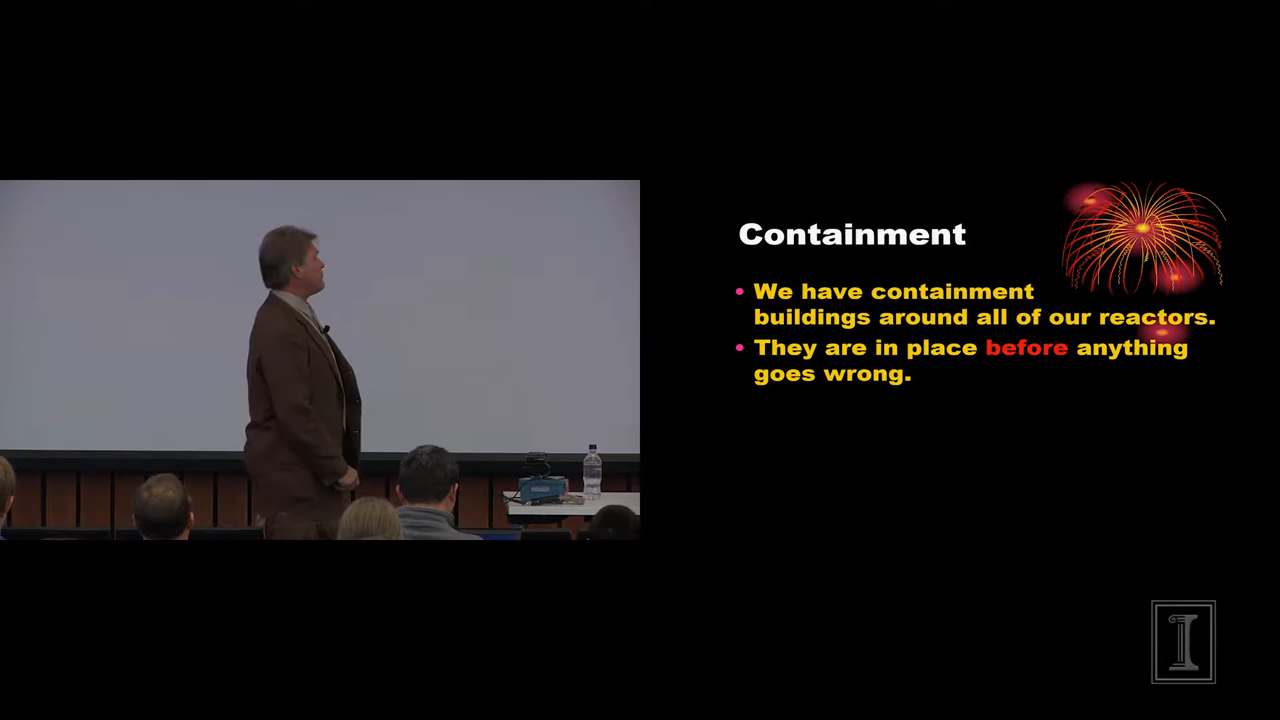 Containment
• We have containment
buildings around all of our reactors.
• They are in place before anything
goes wrong.
I